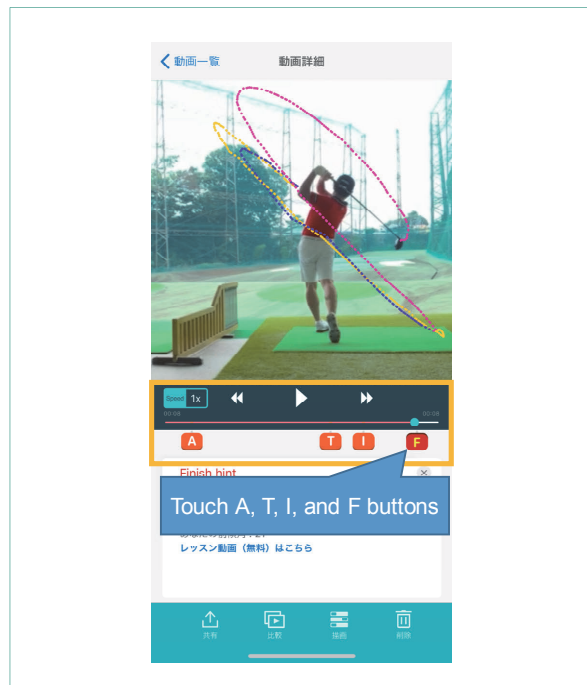 動画一覧
動画詳細
Speed 1x
00:08
00:08
A T I F
Finish hint
Touch A, T, I, and F buttons
レッスン動画（無料）はこちら
共有
比較
描画
削除